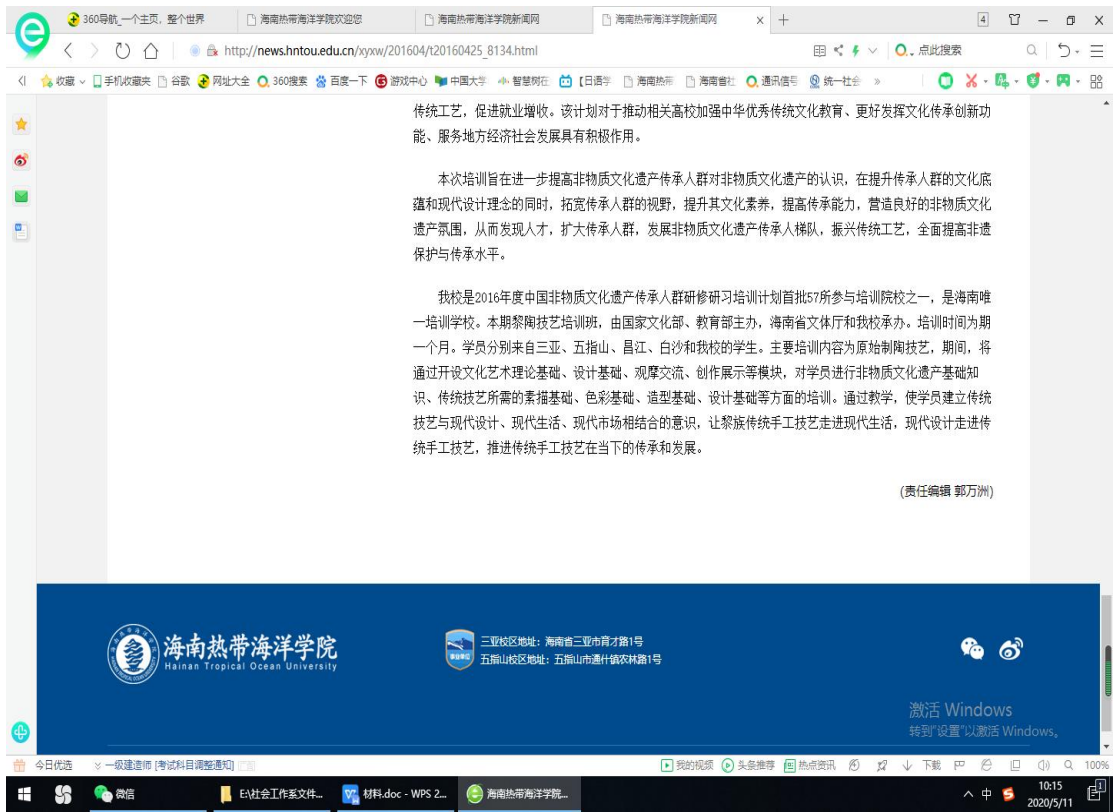 360导航_一个主页，整个世界
海南热带海洋学院欢迎您
海南热带海洋学院新闻网
海南热带海洋学院新闻网
4
http://news.hntou.edu.cn/xyxw/201604/t20160425_8134.html
点此搜索
收藏
手机收藏夹
谷歌
网址大全
360搜索
百度一下
游戏中心
中国大学
智慧树在
【日语学
海南热带
海南省社
通讯信号
统一社会
传统工艺，促进就业增收。该计划对于推动相关高校加强中华优秀传统文化教育、更好发挥文化传承创新功
能、服务地方经济社会发展具有积极作用。
本次培训旨在进一步提高非物质文化遗产传承人群对非物质文化遗产的认识，在提升传承人群的文化底
蕴和现代设计理念的同时，拓宽传承人群的视野，提升其文化素养，提高传承能力，营造良好的非物质文化
遗产氛围，从而发现人才，扩大传承人群，发展非物质文化遗产传承人梯队，振兴传统工艺，全面提高非遗
保护与传承水平。
我校是2016年度中国非物质文化遗产传承人群研修研习培训计划首批57所参与培训院校之一，是海南唯
一培训学校。本期黎陶技艺培训班，由国家文化部、教育部主办，海南省文体厅和我校承办。培训时间为期
一个月。学员分别来自三亚、五指山、昌江、白沙和我校的学生。主要培训内容为原始制陶技艺，期间，将
通过开设文化艺术理论基础、设计基础、观摩交流、创作展示等模块，对学员进行非物质文化遗产基础知
识、传统技艺所需的素描基础、色彩基础、造型基础、设计基础等方面的培训。通过教学，使学员建立传统
技艺与现代设计、现代生活、现代市场相结合的意识，让黎族传统手工技艺走进现代生活，现代设计走进传
统手工技艺，推进传统手工技艺在当下的传承和发展。
(责任编辑 郭万洲)
海南热带海洋学院
Hainan Tropical Ocean University
事业单位
三亚校区地址：海南省三亚市育才路1号
五指山校区地址：五指山市通什镇农林路1号
激活 Windows
转到"设置"以激活 Windows。
今日优选
一级建造师 [考试科目调整通知]
我的视频
头条推荐
热点资讯
下载
100%
微信
E:\社会工作案文件...
材料.doc - WPS 2...
海南热带海洋学院...
中
10:15
2020/5/11
1